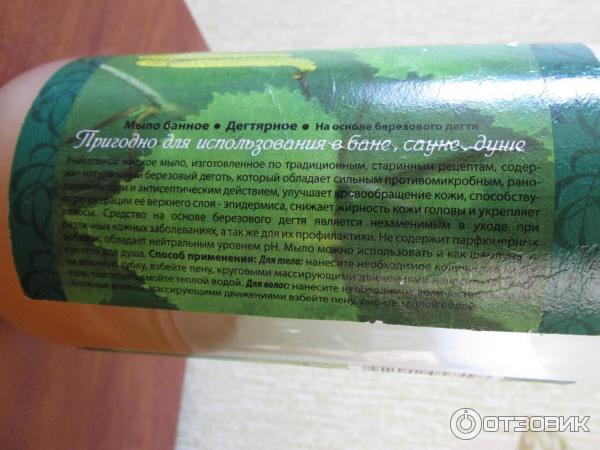 Мыло банное ● Дегтярное ● На основе березового дегтя
Пригодно для использования в бане, сауне, душе
Уникальное жидкое мыло, изготовленное по традиционным, старинным рецептам, содер-
жит натуральный березовый деготь, который обладает сильным противомикробным, рано-
заживляющим и антисептическим действием, улучшает кровообращение кожи, способству-
ет регенерации ее верхнего слоя - эпидермиса, снижает жирность кожи головы и укрепляет
волосы. Средство на основе березового дегтя является незаменимым в уходе при
различных кожных заболеваниях, а так же для их профилактики. Не содержит парфюмерных
добавок, обладает нейтральным уровнем pH. Мыло можно использовать и как шампунь и
как гель для душа. Способ применения: Для тела: нанесите необходимое колич
на влажную губку, взбейте пену, круговыми массирующими движениями нанес
тело, тщательно смойте теплой водой. Для волос: нанесите необходимое количество
влажные волосы, массирующими движениями взбейте пену, смойте теплой водой
ОТЗОВИК